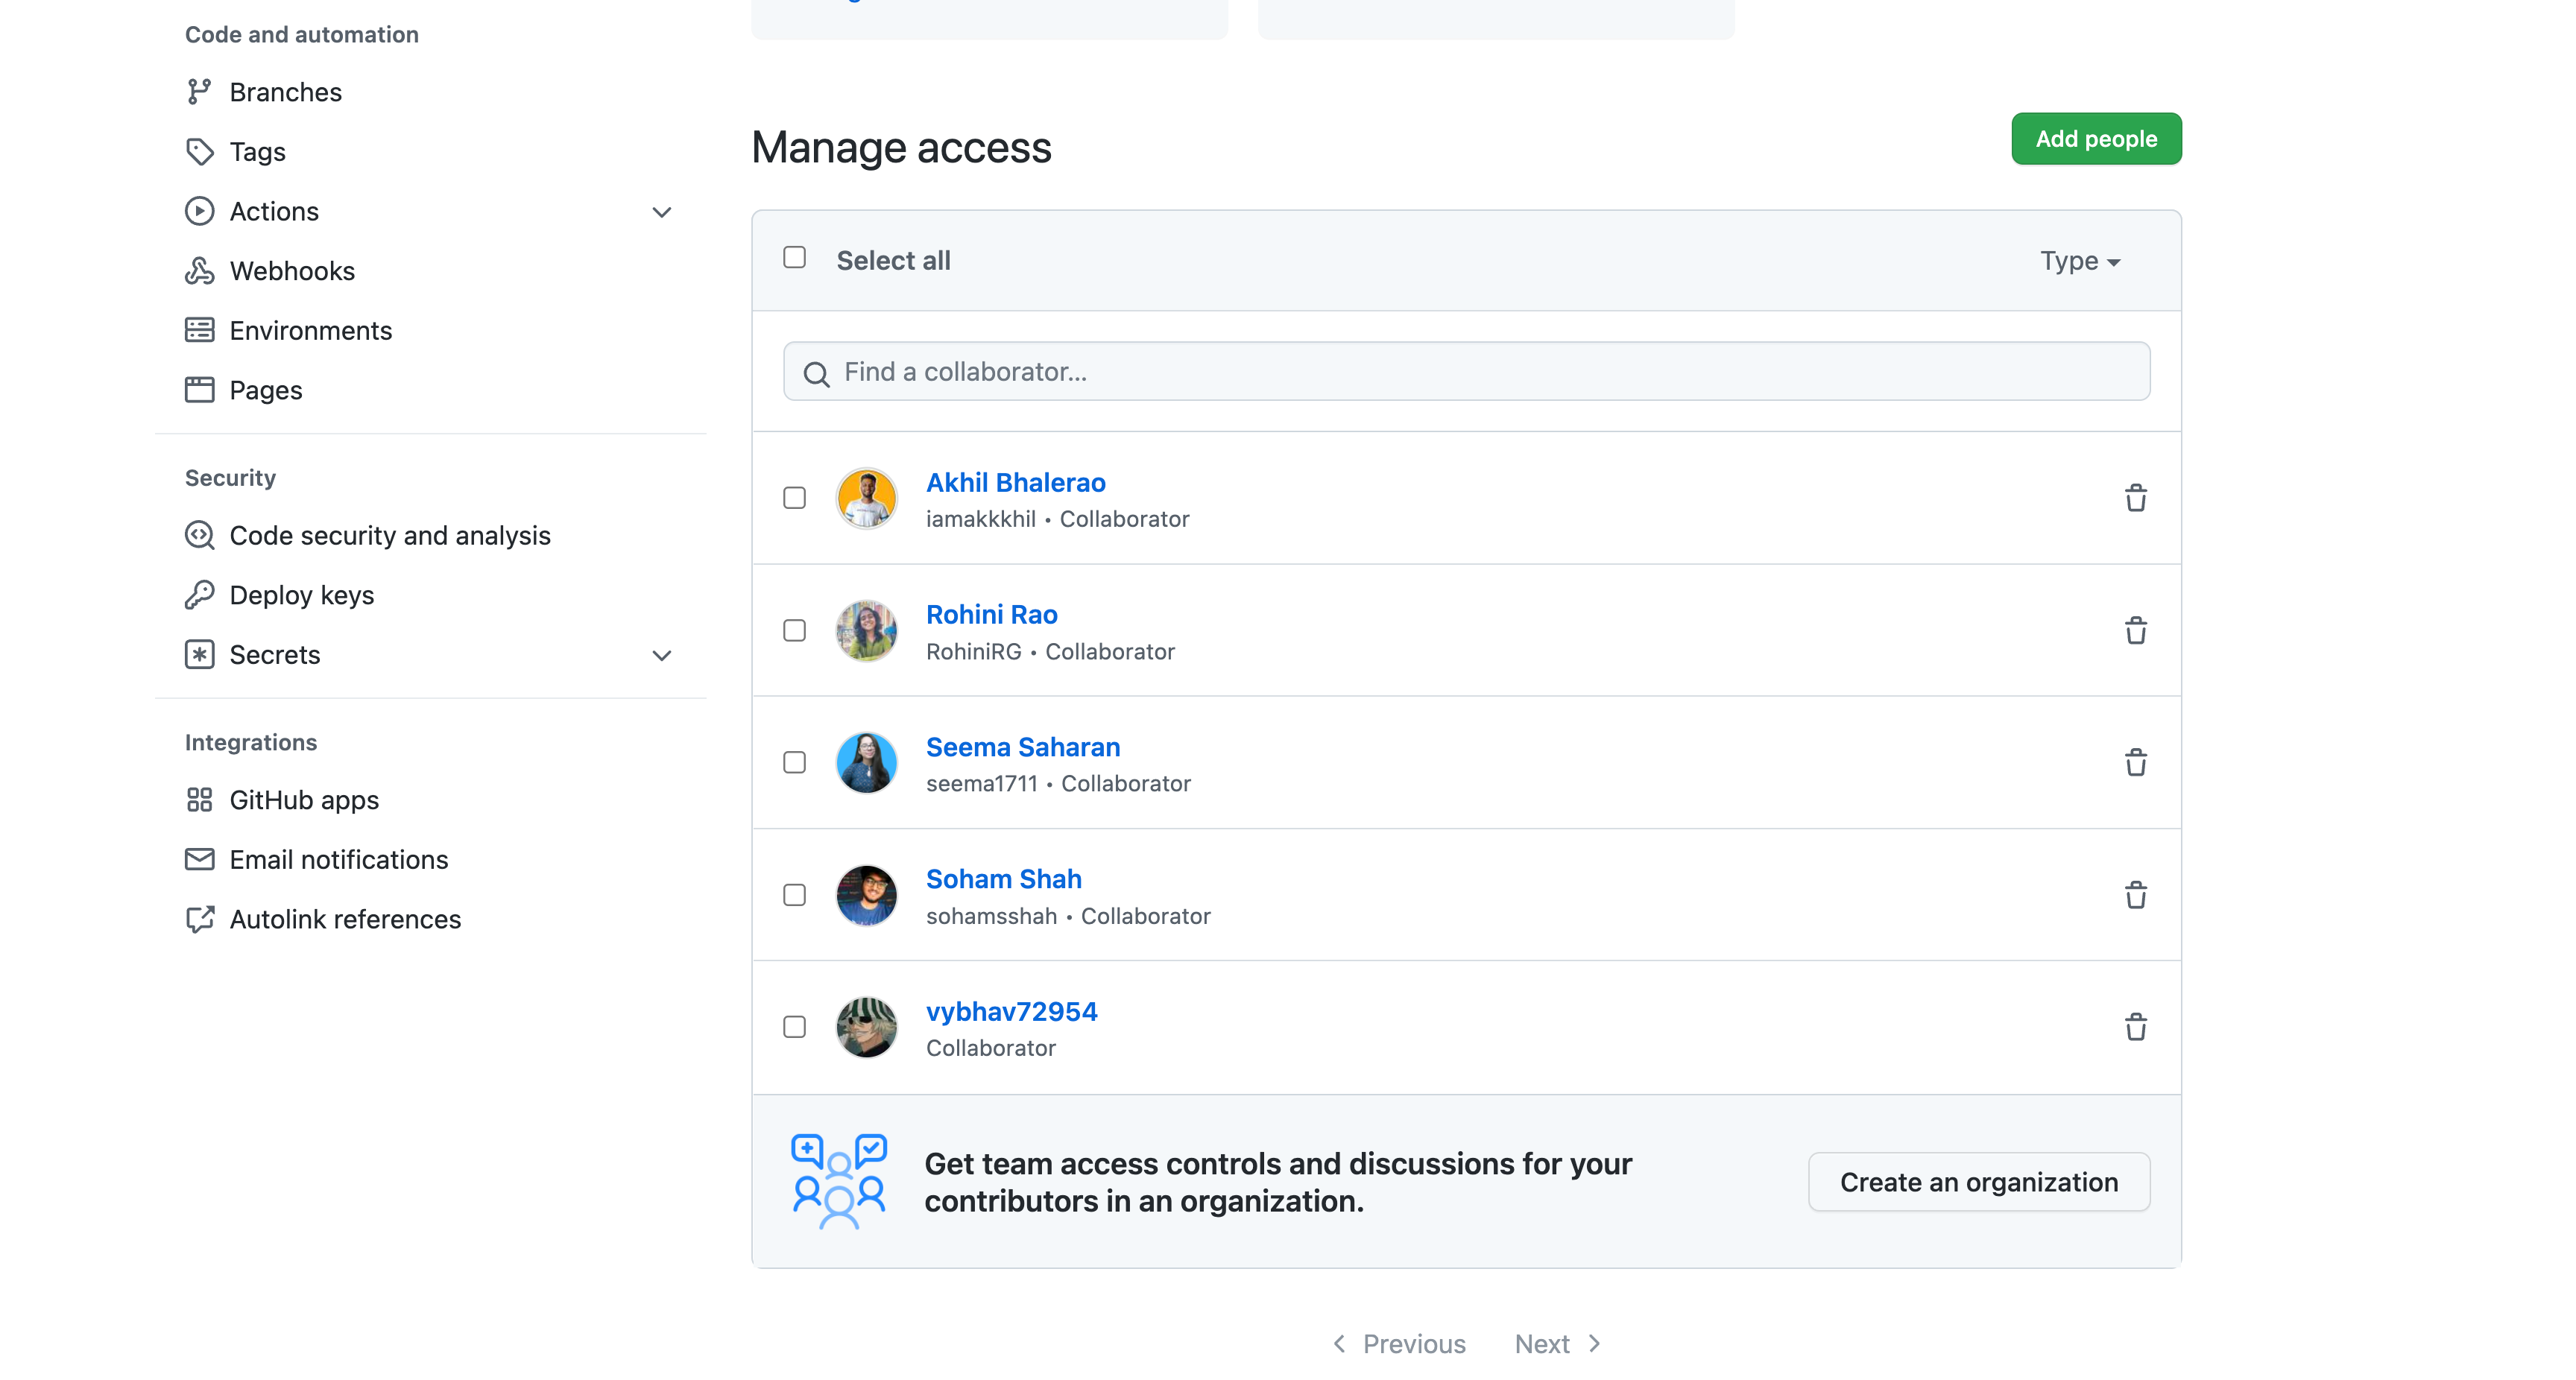 Code and automation
Branches
Tags
Actions
Webhooks
Environments
Pages
Security
Code security and analysis
Deploy keys
Secrets
Integrations
GitHub apps
Email notifications
Autolink references
Manage access
Add people
Select all
Type
Find a collaborator...
Akhil Bhalerao
iamakkkhil • Collaborator
Rohini Rao
RohiniRG • Collaborator
Seema Saharan
seema1711 • Collaborator
Soham Shah
sohamsshah • Collaborator
vybhav72954
Collaborator
Get team access controls and discussions for your
contributors in an organization.
Create an organization
Previous
Next